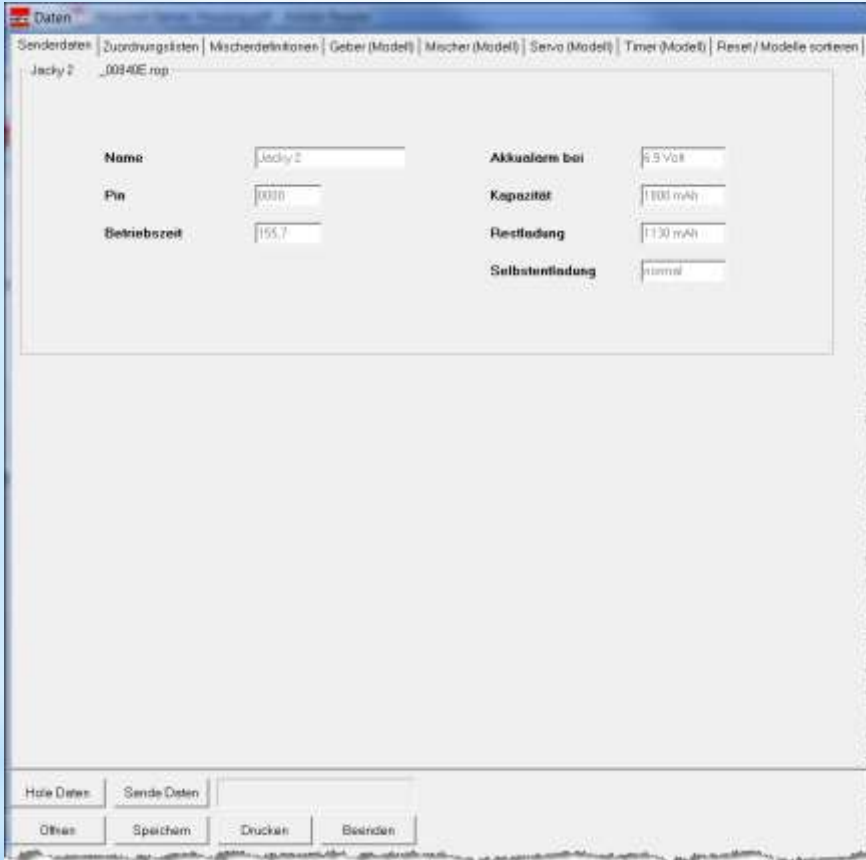 Daten
Senderdaten Zuordnungslisten Mischerdefinitionen Geber (Modell) Mischer (Modell) Servo (Modell) Timer (Modell) Reset / Modelle sortieren
Jacky 2 _00840E.rop
Name Jacky 2 Akkualarm bei 6.9 Volt
Pin 0000 Kapazität 1800 mAh
Betriebszeit 155.7 Restladung 1130 mAh
Selbstentladung normal
Hole Daten Sende Daten
Öffnen Speichern Drucken Beenden